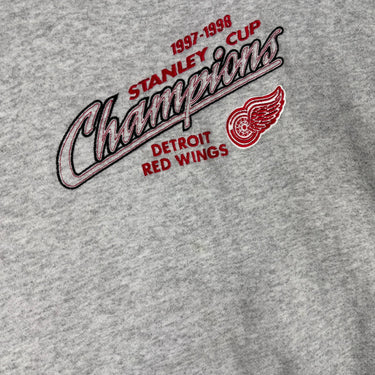 1997-1998
STANLEY CUP
Champions
DETROIT
RED WINGS